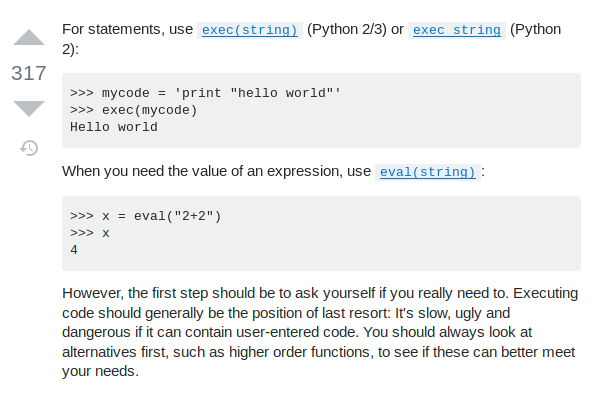 For statements, use exec(string) (Python 2/3) or exec string (Python
2):
317
>>> mycode = 'print "hello world"'
>>> exec(mycode)
Hello world
When you need the value of an expression, use eval(string):
>>> x = eval("2+2")
>>> x
4
However, the first step should be to ask yourself if you really need to. Executing
code should generally be the position of last resort: It's slow, ugly and
dangerous if it can contain user-entered code. You should always look at
alternatives first, such as higher order functions, to see if these can better meet
your needs.